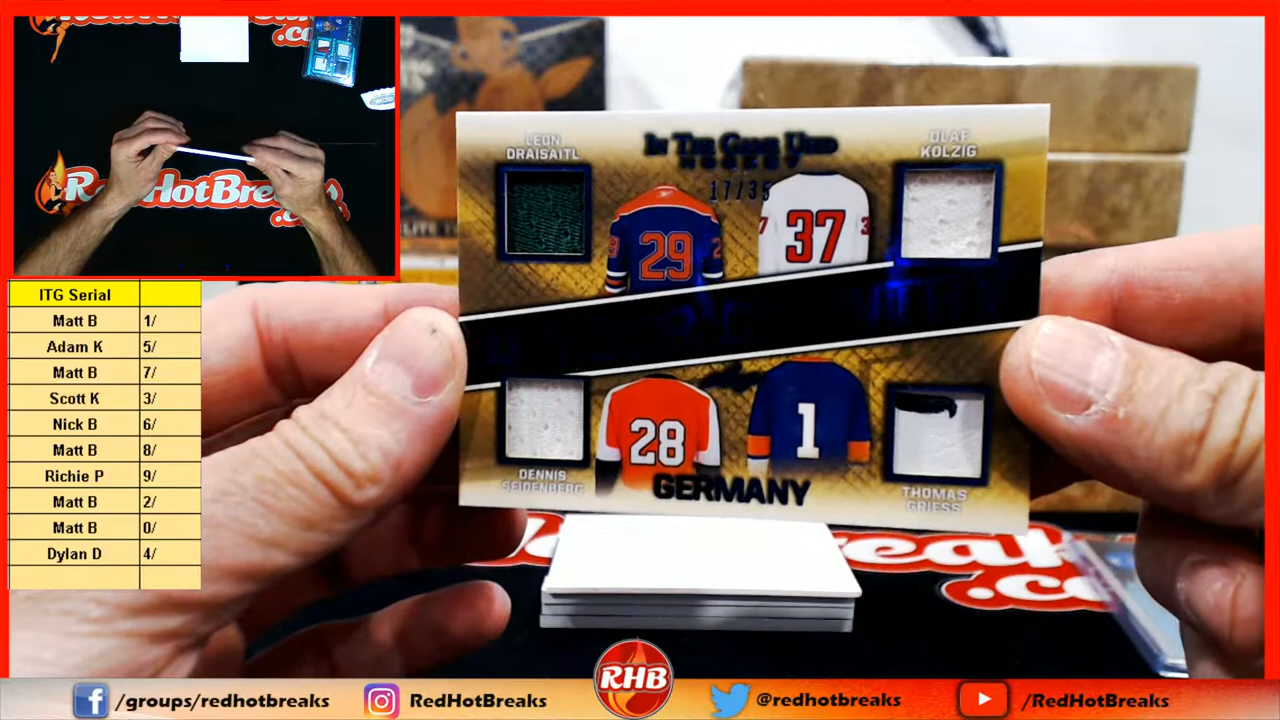 RedHotBreaks
.co
ITG Serial
Matt B 1/
Adam K 5/
Matt B 7/
Scott K 3/
Nick B 6/
Matt B 8/
Richie P 9/
Matt B 2/
Matt B 0/
Dylan D 4/
LEON
DRAISAITL
IN THE GAME USED
HOCKEY
17/35
OLAF
KOLZIG
29
37
28
1
DENNIS
SEIDENBERG
GERMANY
THOMAS
GREISS
RHB
/groups/redhotbreaks
RedHotBreaks
@redhotbreaks
/RedHotBreaks